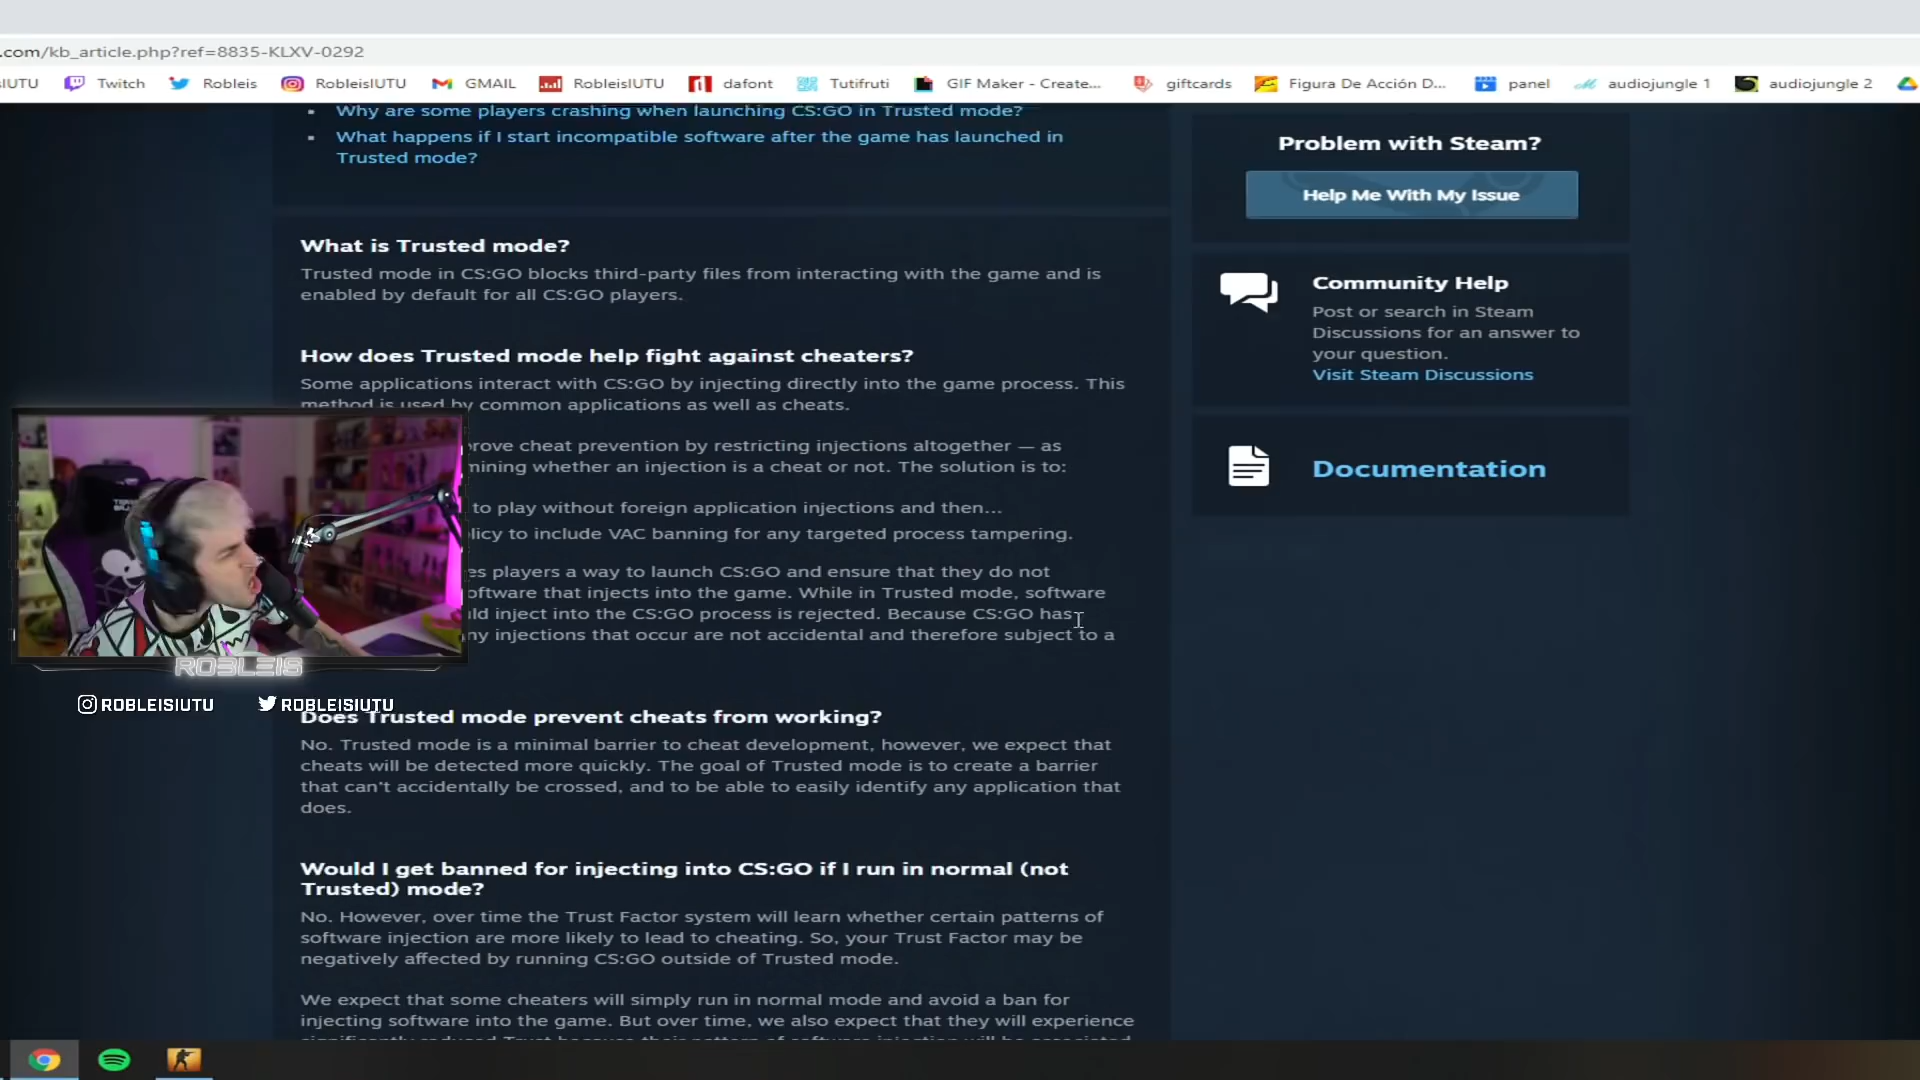 .com/kb_article.php?ref=8835-KLXV-0292
IUTU Twitch Robleis RobleisIUTU GMAIL RobleisIUTU dafont Tutifruti GIF Maker - Create... giftcards Figura De Acción D... panel audiojungle 1 audiojungle 2
Why are some players crashing when launching CS:GO in Trusted mode?
What happens if I start incompatible software after the game has launched in
Trusted mode?
What is Trusted mode?
Trusted mode in CS:GO blocks third-party files from interacting with the game and is
enabled by default for all CS:GO players.
How does Trusted mode help fight against cheaters?
Some applications interact with CS:GO by injecting directly into the game process. This
method is used by common applications as well as cheats.
rove cheat prevention by restricting injections altogether — as
mining whether an injection is a cheat or not. The solution is to:
to play without foreign application injections and then...
licy to include VAC banning for any targeted process tampering.
es players a way to launch CS:GO and ensure that they do not
oftware that injects into the game. While in Trusted mode, software
ld inject into the CS:GO process is rejected. Because CS:GO has
ny injections that occur are not accidental and therefore subject to a
ROBLEIS
ROBLEISIUTU ROBLEISIUTU
Does Trusted mode prevent cheats from working?
No. Trusted mode is a minimal barrier to cheat development, however, we expect that
cheats will be detected more quickly. The goal of Trusted mode is to create a barrier
that can't accidentally be crossed, and to be able to easily identify any application that
does.
Would I get banned for injecting into CS:GO if I run in normal (not
Trusted) mode?
No. However, over time the Trust Factor system will learn whether certain patterns of
software injection are more likely to lead to cheating. So, your Trust Factor may be
negatively affected by running CS:GO outside of Trusted mode.
We expect that some cheaters will simply run in normal mode and avoid a ban for
injecting software into the game. But over time, we also expect that they will experience
Problem with Steam?
Help Me With My Issue
Community Help
Post or search in Steam
Discussions for an answer to
your question.
Visit Steam Discussions
Documentation